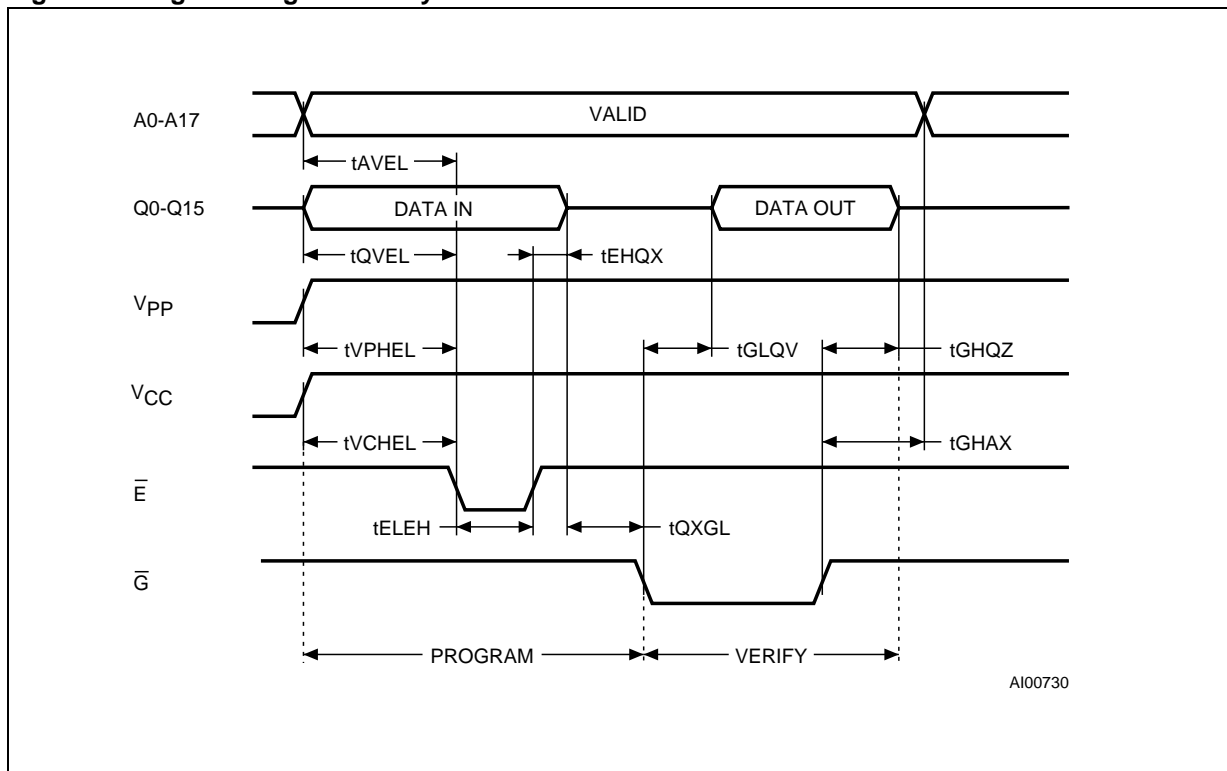 A0-A17
VALID
tAVEL
Q0-Q15
DATA IN
DATA OUT
tQVEL
tEHQX
VPP
tVPHEL
tGLQV
tGHQZ
VCC
tVCHEL
tGHAX
E̅
tELEH
tQXGL
G̅
PROGRAM
VERIFY
AI00730